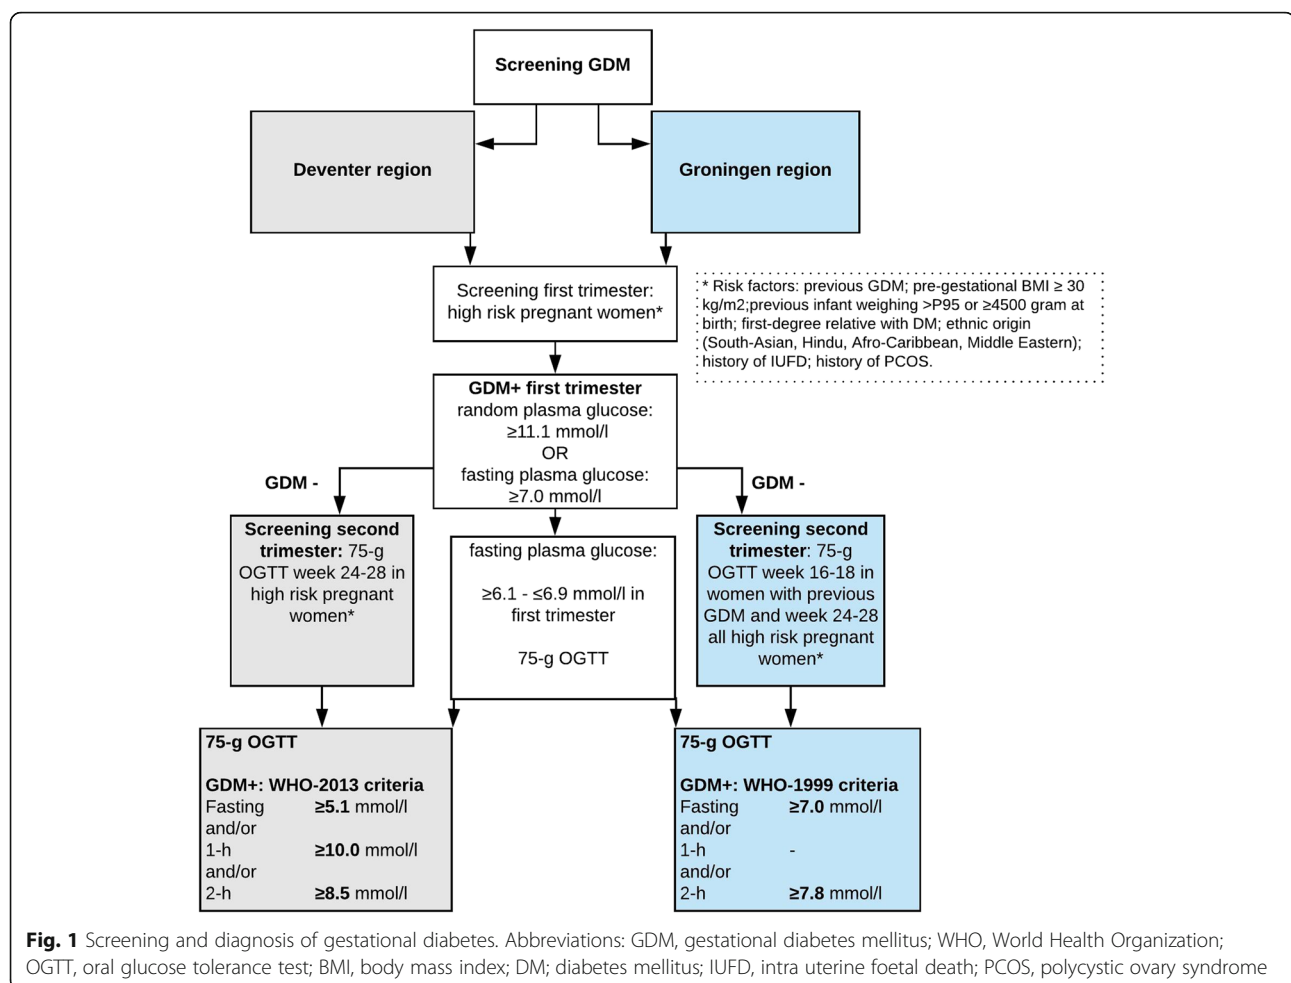 Screening GDM
Deventer region
Groningen region
Screening first trimester:
high risk pregnant women*
* Risk factors: previous GDM; pre-gestational BMI ≥ 30
kg/m2;previous infant weighing >P95 or ≥4500 gram at
birth; first-degree relative with DM; ethnic origin
(South-Asian, Hindu, Afro-Caribbean, Middle Eastern);
history of IUFD; history of PCOS.
GDM+ first trimester
random plasma glucose:
≥11.1 mmol/l
OR
fasting plasma glucose:
≥7.0 mmol/l
GDM -
GDM -
Screening second
trimester: 75-g
OGTT week 24-28 in
high risk pregnant
women*
fasting plasma glucose:
≥6.1 - ≤6.9 mmol/l in
first trimester
75-g OGTT
Screening second
trimester: 75-g
OGTT week 16-18 in
women with previous
GDM and week 24-28
all high risk pregnant
women*
75-g OGTT
GDM+: WHO-2013 criteria
Fasting ≥5.1 mmol/l
and/or
1-h ≥10.0 mmol/l
and/or
2-h ≥8.5 mmol/l
75-g OGTT
GDM+: WHO-1999 criteria
Fasting ≥7.0 mmol/l
and/or
1-h -
and/or
2-h ≥7.8 mmol/l
Fig. 1 Screening and diagnosis of gestational diabetes. Abbreviations: GDM, gestational diabetes mellitus; WHO, World Health Organization;
OGTT, oral glucose tolerance test; BMI, body mass index; DM; diabetes mellitus; IUFD, intra uterine foetal death; PCOS, polycystic ovary syndrome